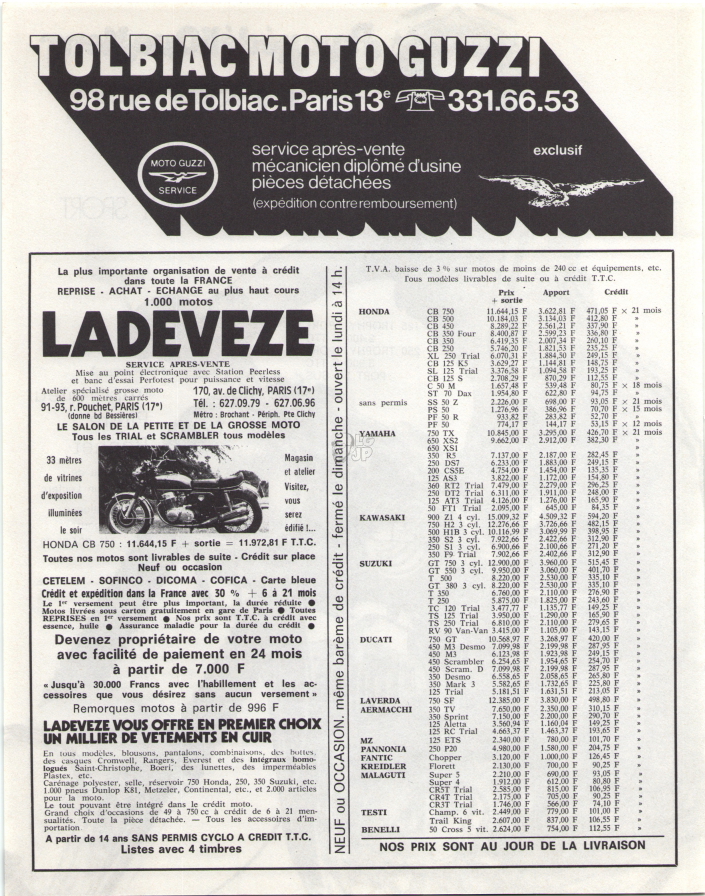 TOLBIAC MOTO GUZZI
98 rue de Tolbiac. Paris 13e 331.66.53
service après-vente
mécanicien diplômé d'usine
pièces détachées
(expédition contre remboursement)
exclusif
MOTO GUZZI
SERVICE
La plus importante organisation de vente à crédit
dans toute la FRANCE
REPRISE - ACHAT - ECHANGE au plus haut cours
1.000 motos
LADEVEZE
SERVICE APRES-VENTE
Mise au point électronique avec Station Peerless
et banc d'essai Perfotest pour puissance et vitesse
Atelier spécialisé grosse moto
de 600 mètres carrés
91-93, r. Pouchet, PARIS (17e)
(donne bd Bessières)
170, av. de Clichy, PARIS (17e)
Tél. : 627.09.79 - 627.06.96
Métro : Brochant - Périph. Pte Clichy
LE SALON DE LA PETITE ET DE LA GROSSE MOTO
Tous les TRIAL et SCRAMBLER tous modèles
33 mètres
de vitrines
d'exposition
illuminées
le soir
Magasin
et atelier
Visitez,
vous
serez
édifié !...
HONDA CB 750 : 11.644,15 F + sortie = 11.972,81 F T.T.C.
Toutes nos motos sont livrables de suite - Crédit sur place
Neuf ou occasion
CETELEM - SOFINCO - DICOMA - COFICA - Carte bleue
Crédit et expédition dans la France avec 30 % + 6 à 21 mois
Le 1er versement peut être plus important, la durée réduite ●
Motos livrées sous carton gratuitement en gare de Paris ● Toutes
REPRISES en 1er versement ● Nos prix sont T.T.C. à crédit avec
essence, huile ● Assurance maladie pour la durée du crédit ●
Devenez propriétaire de votre moto
avec facilité de paiement en 24 mois
à partir de 7.000 F
«Jusqu'à 30.000 Francs avec l'habillement et les ac-
cessoires que vous désirez sans aucun versement»
Remorques motos à partir de 996 F
LADEVEZE VOUS OFFRE EN PREMIER CHOIX
UN MILLIER DE VETEMENTS EN CUIR
En tous modèles, blousons, pantalons, combinaisons, des bottes,
des casques Cromwell, Rangers, Everest et des intégraux homo-
logués Saint-Christophe, Boeri, des lunettes, des imperméables
Plastex, etc.
Carénage polyester, selle, réservoir 750 Honda, 250, 350 Suzuki, etc.
1.000 pneus Dunlop K81, Metzeler, Continental, etc., et 2.000 articles
pour la moto.
Le tout pouvant être intégré dans le crédit moto.
Grand choix d'occasions de 49 à 750 cc à crédit de 6 à 21 men-
sualités. Toute la pièce détachée. — Tous les accessoires d'im-
portation
A partir de 14 ans SANS PERMIS CYCLO A CREDIT T.T.C.
Listes avec 4 timbres
NEUF ou OCCASION, même barème de crédit - fermé le dimanche - ouvert le lundi à 14 h.
T.V.A. baisse de 3 % sur motos de moins de 240 cc et équipements, etc.
Tous modèles livrables de suite ou à crédit T.T.C.
Prix + sortie Apport Crédit
HONDA CB 750 11.644,15 F 3.622,81 F 471,05 F × 21 mois
CB 500 10.184,03 F 3.134,03 F 412,80 F »
CB 450 8.289,22 F 2.561,21 F 337,90 F »
CB 350 Four 8.400,87 F 2.599,23 F 336,80 F »
CB 350 6.419,35 F 2.007,34 F 260,10 F »
CB 250 5.746,20 F 1.821,53 F 235,25 F »
XL 250 Trial 6.070,31 F 1.884,50 F 249,15 F »
CB 125 K5 3.629,27 F 1.144,81 F 148,75 F »
SL 125 Trial 3.376,58 F 1.094,58 F 193,25 F »
CB 125 S 2.708,29 F 870,29 F 112,55 F »
C 50 M 1.657,48 F 539,48 F 80,75 F × 18 mois
ST 70 Dax 1.954,80 F 622,80 F 94,75 F »
sans permis SS 50 Z 2.226,00 F 698,00 F 93,05 F × 21 mois
PS 50 1.276,96 F 386,96 F 70,70 F × 15 mois
PF 50 R 933,82 F 283,82 F 52,70 F »
PF 50 774,17 F 144,17 F 53,15 F × 12 mois
YAMAHA 750 TX 10.845,00 F 3.295,00 F 426,70 F × 21 mois
650 XS2 9.662,00 F 2.912,00 F 382,30 F »
650 XS1
350 R5 7.137,00 F 2.187,00 F 282,45 F »
250 DS7 6.233,00 F 1.883,00 F 249,15 F »
200 CS5E 4.754,00 F 1.454,00 F 135,35 F »
125 AS3 3.822,00 F 1.172,00 F 154,80 F »
360 RT2 Trial 7.479,00 F 2.279,00 F 296,25 F »
250 DT2 Trial 6.311,00 F 1.911,00 F 248,00 F »
125 AT3 Trial 4.126,00 F 1.276,00 F 165,90 F »
50 FT1 Trial 2.095,00 F 645,00 F 84,35 F »
KAWASAKI 900 Z1 4 cyl. 15.009,32 F 4.509,32 F 594,20 F »
750 H2 3 cyl. 12.276,66 F 3.726,66 F 482,15 F »
500 H1B 3 cyl. 10.116,99 F 3.069,99 F 398,95 F »
350 S2 3 cyl. 7.922,66 F 2.422,66 F 312,90 F »
250 S1 3 cyl. 6.900,66 F 2.100,66 F 271,20 F »
350 F9 Trial 7.902,66 F 2.402,66 F 312,90 F »
SUZUKI GT 750 3 cyl. 12.900,00 F 3.960,00 F 515,45 F »
GT 550 3 cyl. 9.950,00 F 3.060,00 F 401,70 F »
T 500 8.220,00 F 2.530,00 F 335,10 F »
GT 380 3 cyl. 8.220,00 F 2.530,00 F 335,10 F »
T 350 6.760,00 F 2.110,00 F 276,90 F »
T 250 5.875,00 F 1.825,00 F 243,60 F »
TC 120 Trial 3.477,77 F 1.135,77 F 149,25 F »
TS 125 Trial 3.950,00 F 1.290,00 F 165,90 F »
TS 250 Trial 6.810,00 F 2.110,00 F 279,65 F »
RV 90 Van-Van 3.415,00 F 1.105,00 F 143,15 F »
DUCATI 750 GT 10.568,97 F 3.268,97 F 420,00 F »
450 M3 Desmo 7.099,98 F 2.199,98 F 287,95 F »
450 M3 6.123,98 F 1.923,98 F 249,15 F »
450 Scrambler 6.254,65 F 1.954,65 F 254,70 F »
450 Scram. D 7.099,98 F 2.199,98 F 287,95 F »
350 Desmo 6.558,65 F 2.058,65 F 265,80 F »
350 Mark 3 5.582,65 F 1.732,65 F 225,80 F »
125 Trial 5.181,51 F 1.631,51 F 213,05 F »
LAVERDA 750 SF 12.385,00 F 3.830,00 F 498,80 F »
AERMACCHI 350 TV 7.650,00 F 2.350,00 F 310,15 F »
350 Sprint 7.150,00 F 2.200,00 F 290,70 F »
125 Aletta 3.560,94 F 1.160,94 F 149,25 F »
125 RC Trial 4.663,37 F 1.463,37 F 193,65 F »
MZ 125 ETS 2.340,00 F 780,00 F 101,70 F »
PANNONIA 250 P20 4.980,00 F 1.580,00 F 204,75 F »
FANTIC Chopper 3.120,00 F 1.000,00 F 126,45 F »
KREIDLER Florett 2.130,00 F 700,00 F 90,25 F »
MALAGUTI Super 5 2.210,00 F 690,00 F 93,05 F »
Super 4 1.912,00 F 612,00 F 80,80 F »
CR5T Trial 2.585,00 F 815,00 F 106,95 F »
CR4T Trial 2.175,00 F 705,00 F 90,25 F »
CR3T Trial 1.746,00 F 566,00 F 74,10 F »
TESTI Champ. 6 vit. 2.449,00 F 779,00 F 101,00 F »
Trail King 2.607,00 F 837,00 F 106,55 F »
BENELLI 50 Cross 5 vit. 2.624,00 F 754,00 F 112,55 F »
NOS PRIX SONT AU JOUR DE LA LIVRAISON